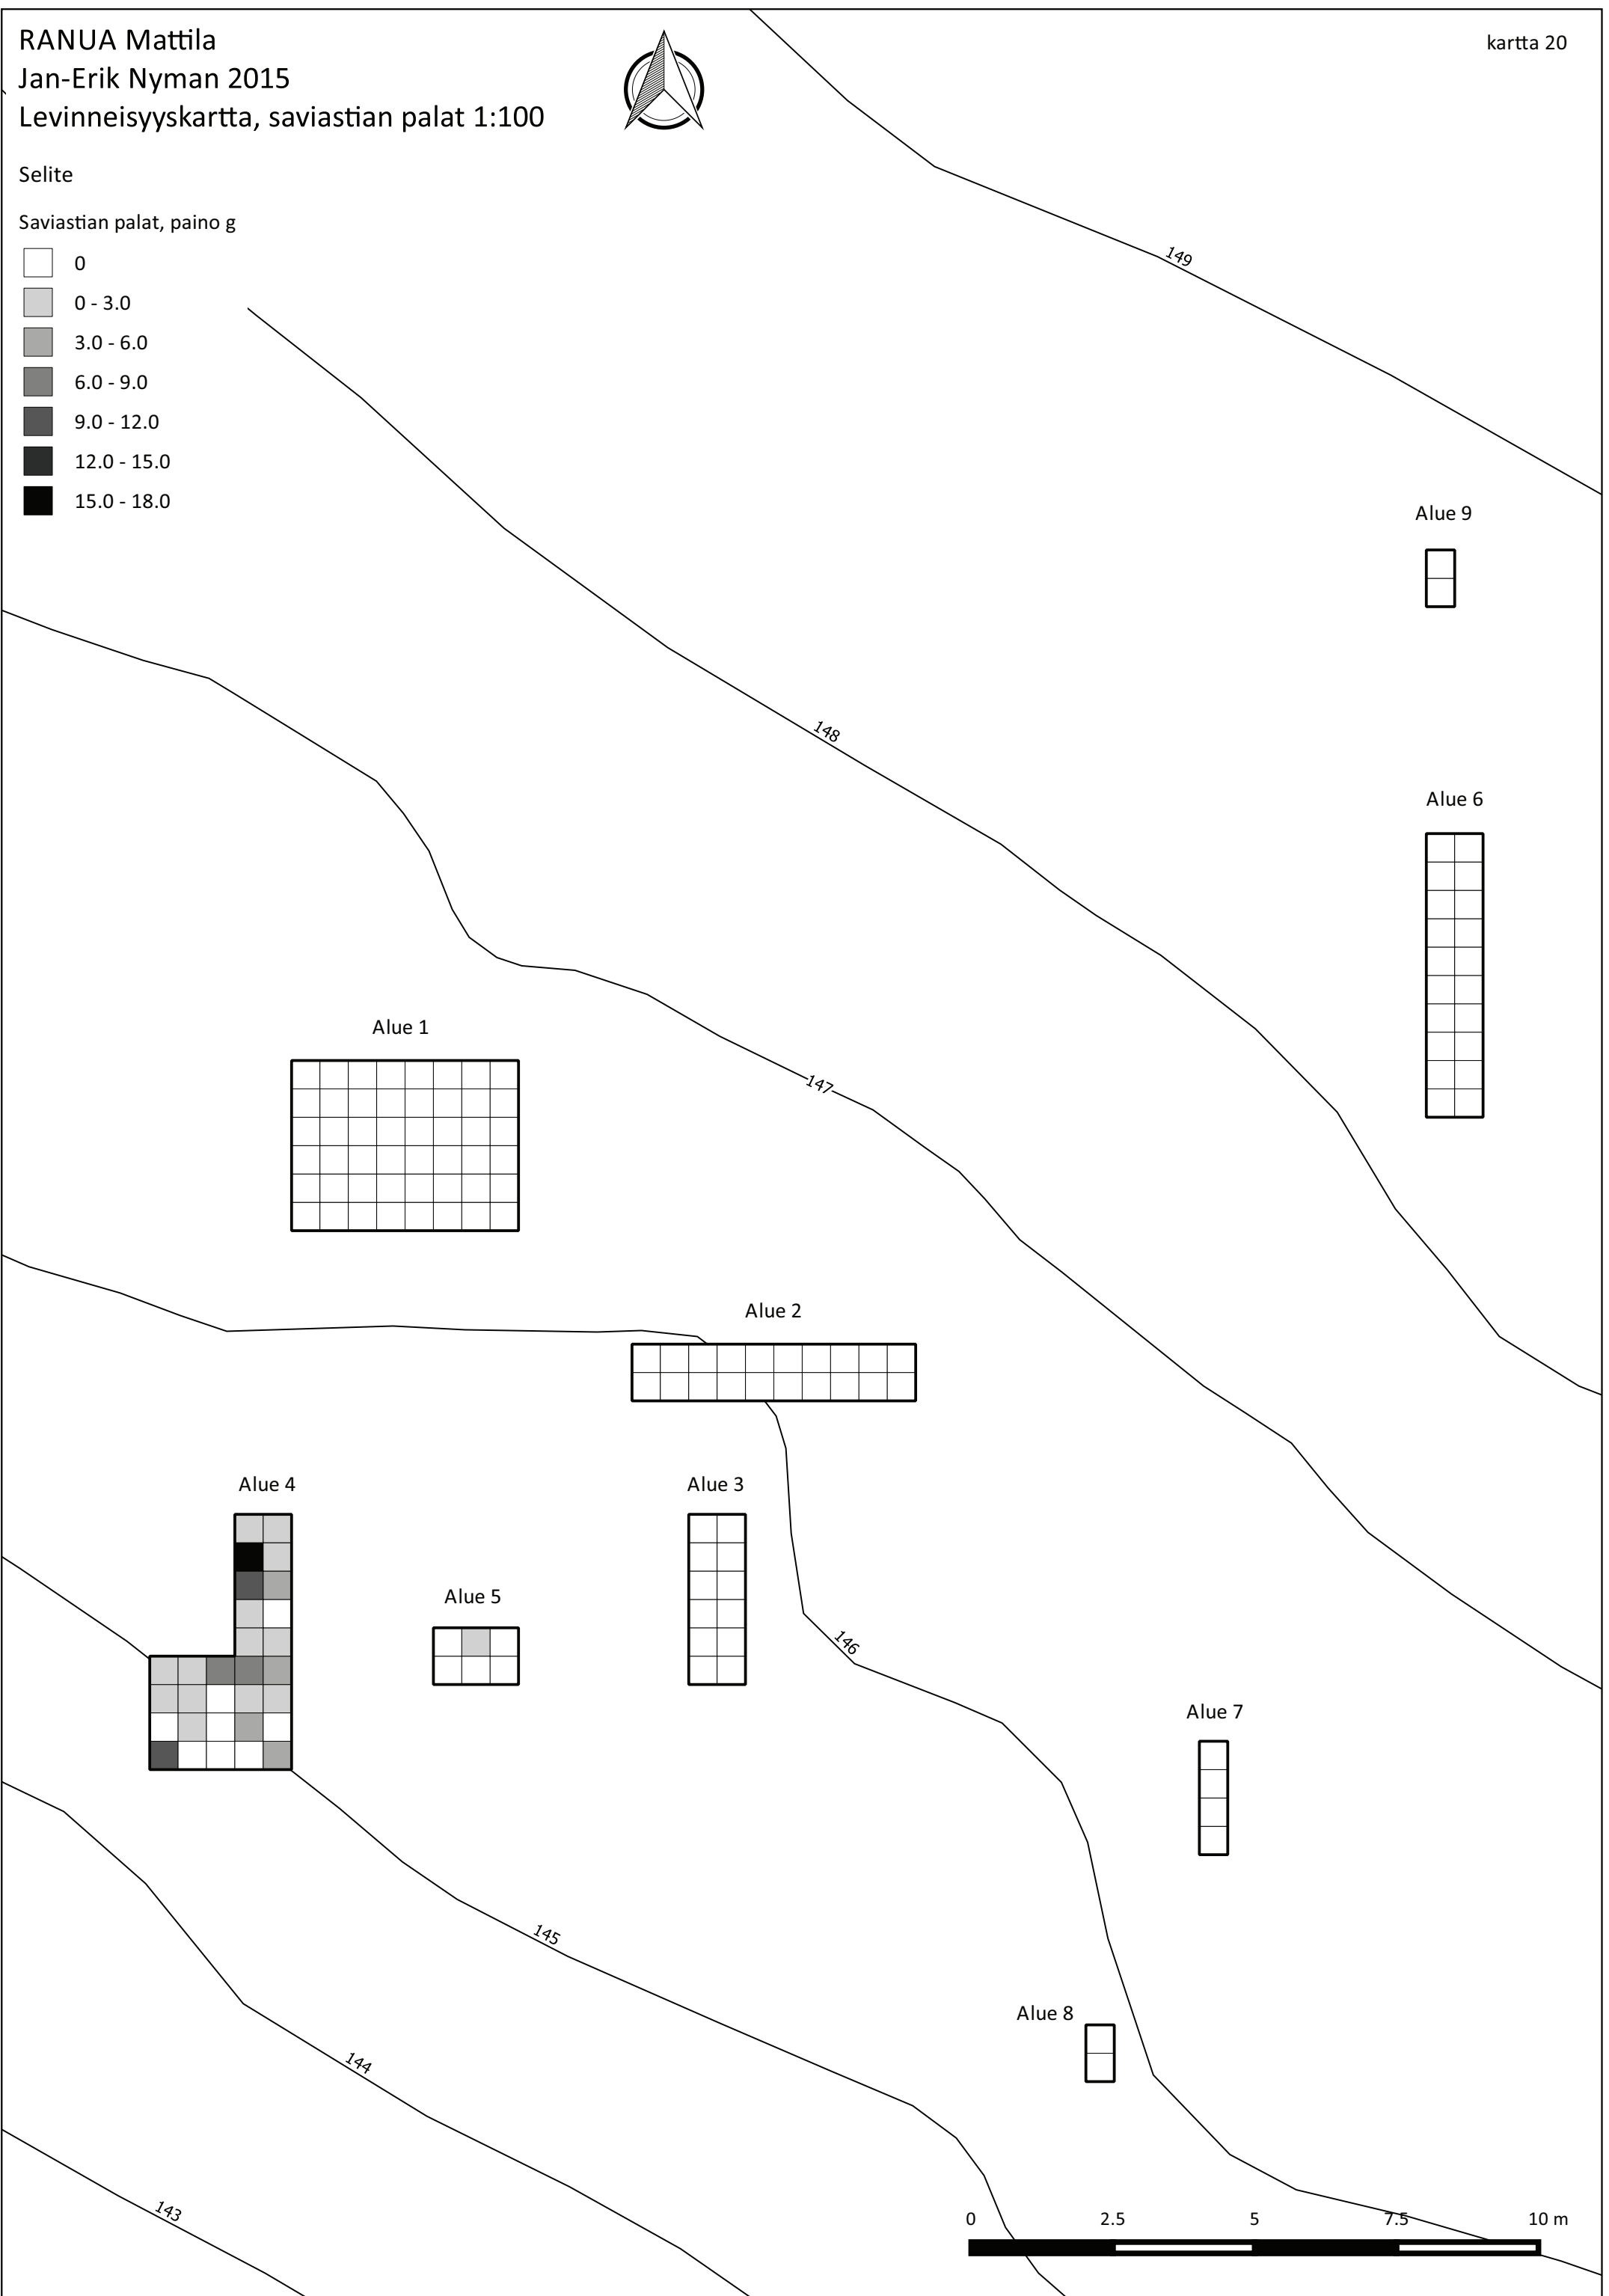 RANUA Mattila
Jan-Erik Nyman 2015
Levinneisyyskartta, saviastian palat 1:100
kartta 20
Selite
Saviastian palat, paino g
0
0 - 3.0
3.0 - 6.0
6.0 - 9.0
9.0 - 12.0
12.0 - 15.0
15.0 - 18.0
149
Alue 9
148
Alue 6
Alue 1
147
Alue 2
Alue 4
Alue 3
Alue 5
146
Alue 7
145
Alue 8
144
143
0 2.5 5 7.5 10 m